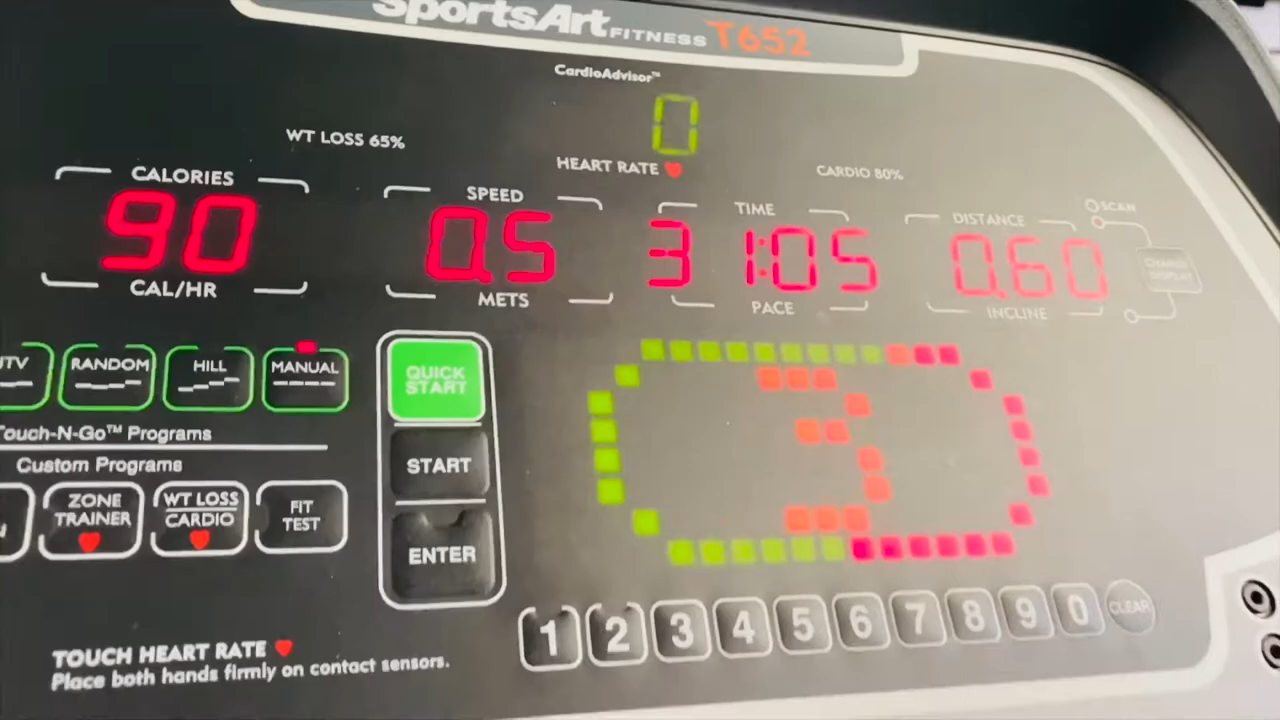 SportsArt FITNESS T652
CardioAdvisor™
0
WT LOSS 65%
HEART RATE
CARDIO 80%
CALORIES
SPEED
TIME
DISTANCE
SCAN
90
0.5
31:05
0.60
CHANGE DISPLAY
CAL/HR
METS
PACE
INCLINE
RANDOM
HILL
MANUAL
QUICK START
Touch-N-Go™ Programs
Custom Programs
START
3
ZONE TRAINER
WT LOSS
CARDIO
FIT TEST
ENTER
1 2 3 4 5 6 7 8 9 0 CLEAR
TOUCH HEART RATE
Place both hands firmly on contact sensors.